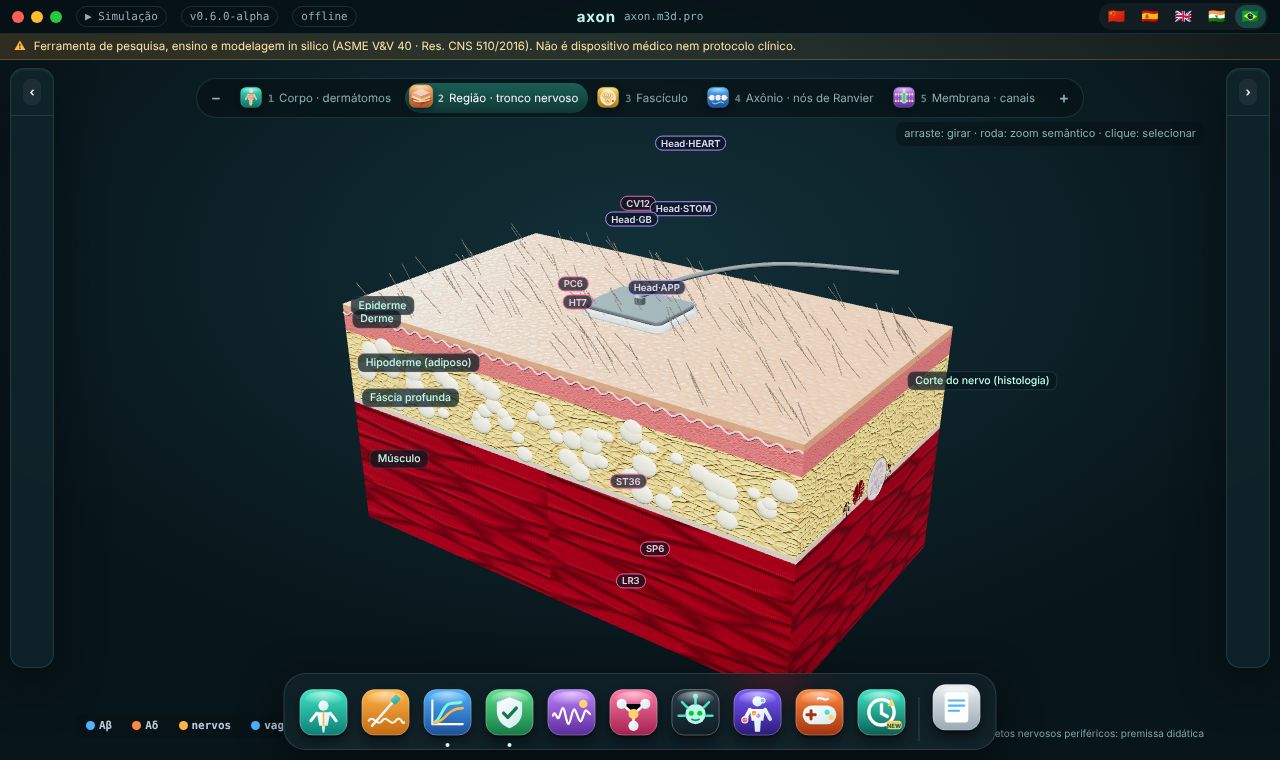 ▶ Simulação v0.6.0-alpha offline axon axon.m3d.pro
⚠ Ferramenta de pesquisa, ensino e modelagem in silico (ASME V&V 40 · Res. CNS 510/2016). Não é dispositivo médico nem protocolo clínico.
‹ ›
− 1 Corpo · dermátomos 2 Região · tronco nervoso 3 Fascículo 4 Axônio · nós de Ranvier 5 Membrana · canais +
arraste: girar · roda: zoom semântico · clique: selecionar
Head·HEART
CV12
Head·STOM
Head·GB
PC6
Head·APP
HT7
Epiderme
Derme
Hipoderme (adiposo)
Corte do nervo (histologia)
Fáscia profunda
Músculo
ST36
SP6
LR3
NEW
Aβ Aδ nervos vag
etos nervosos periféricos: premissa didática